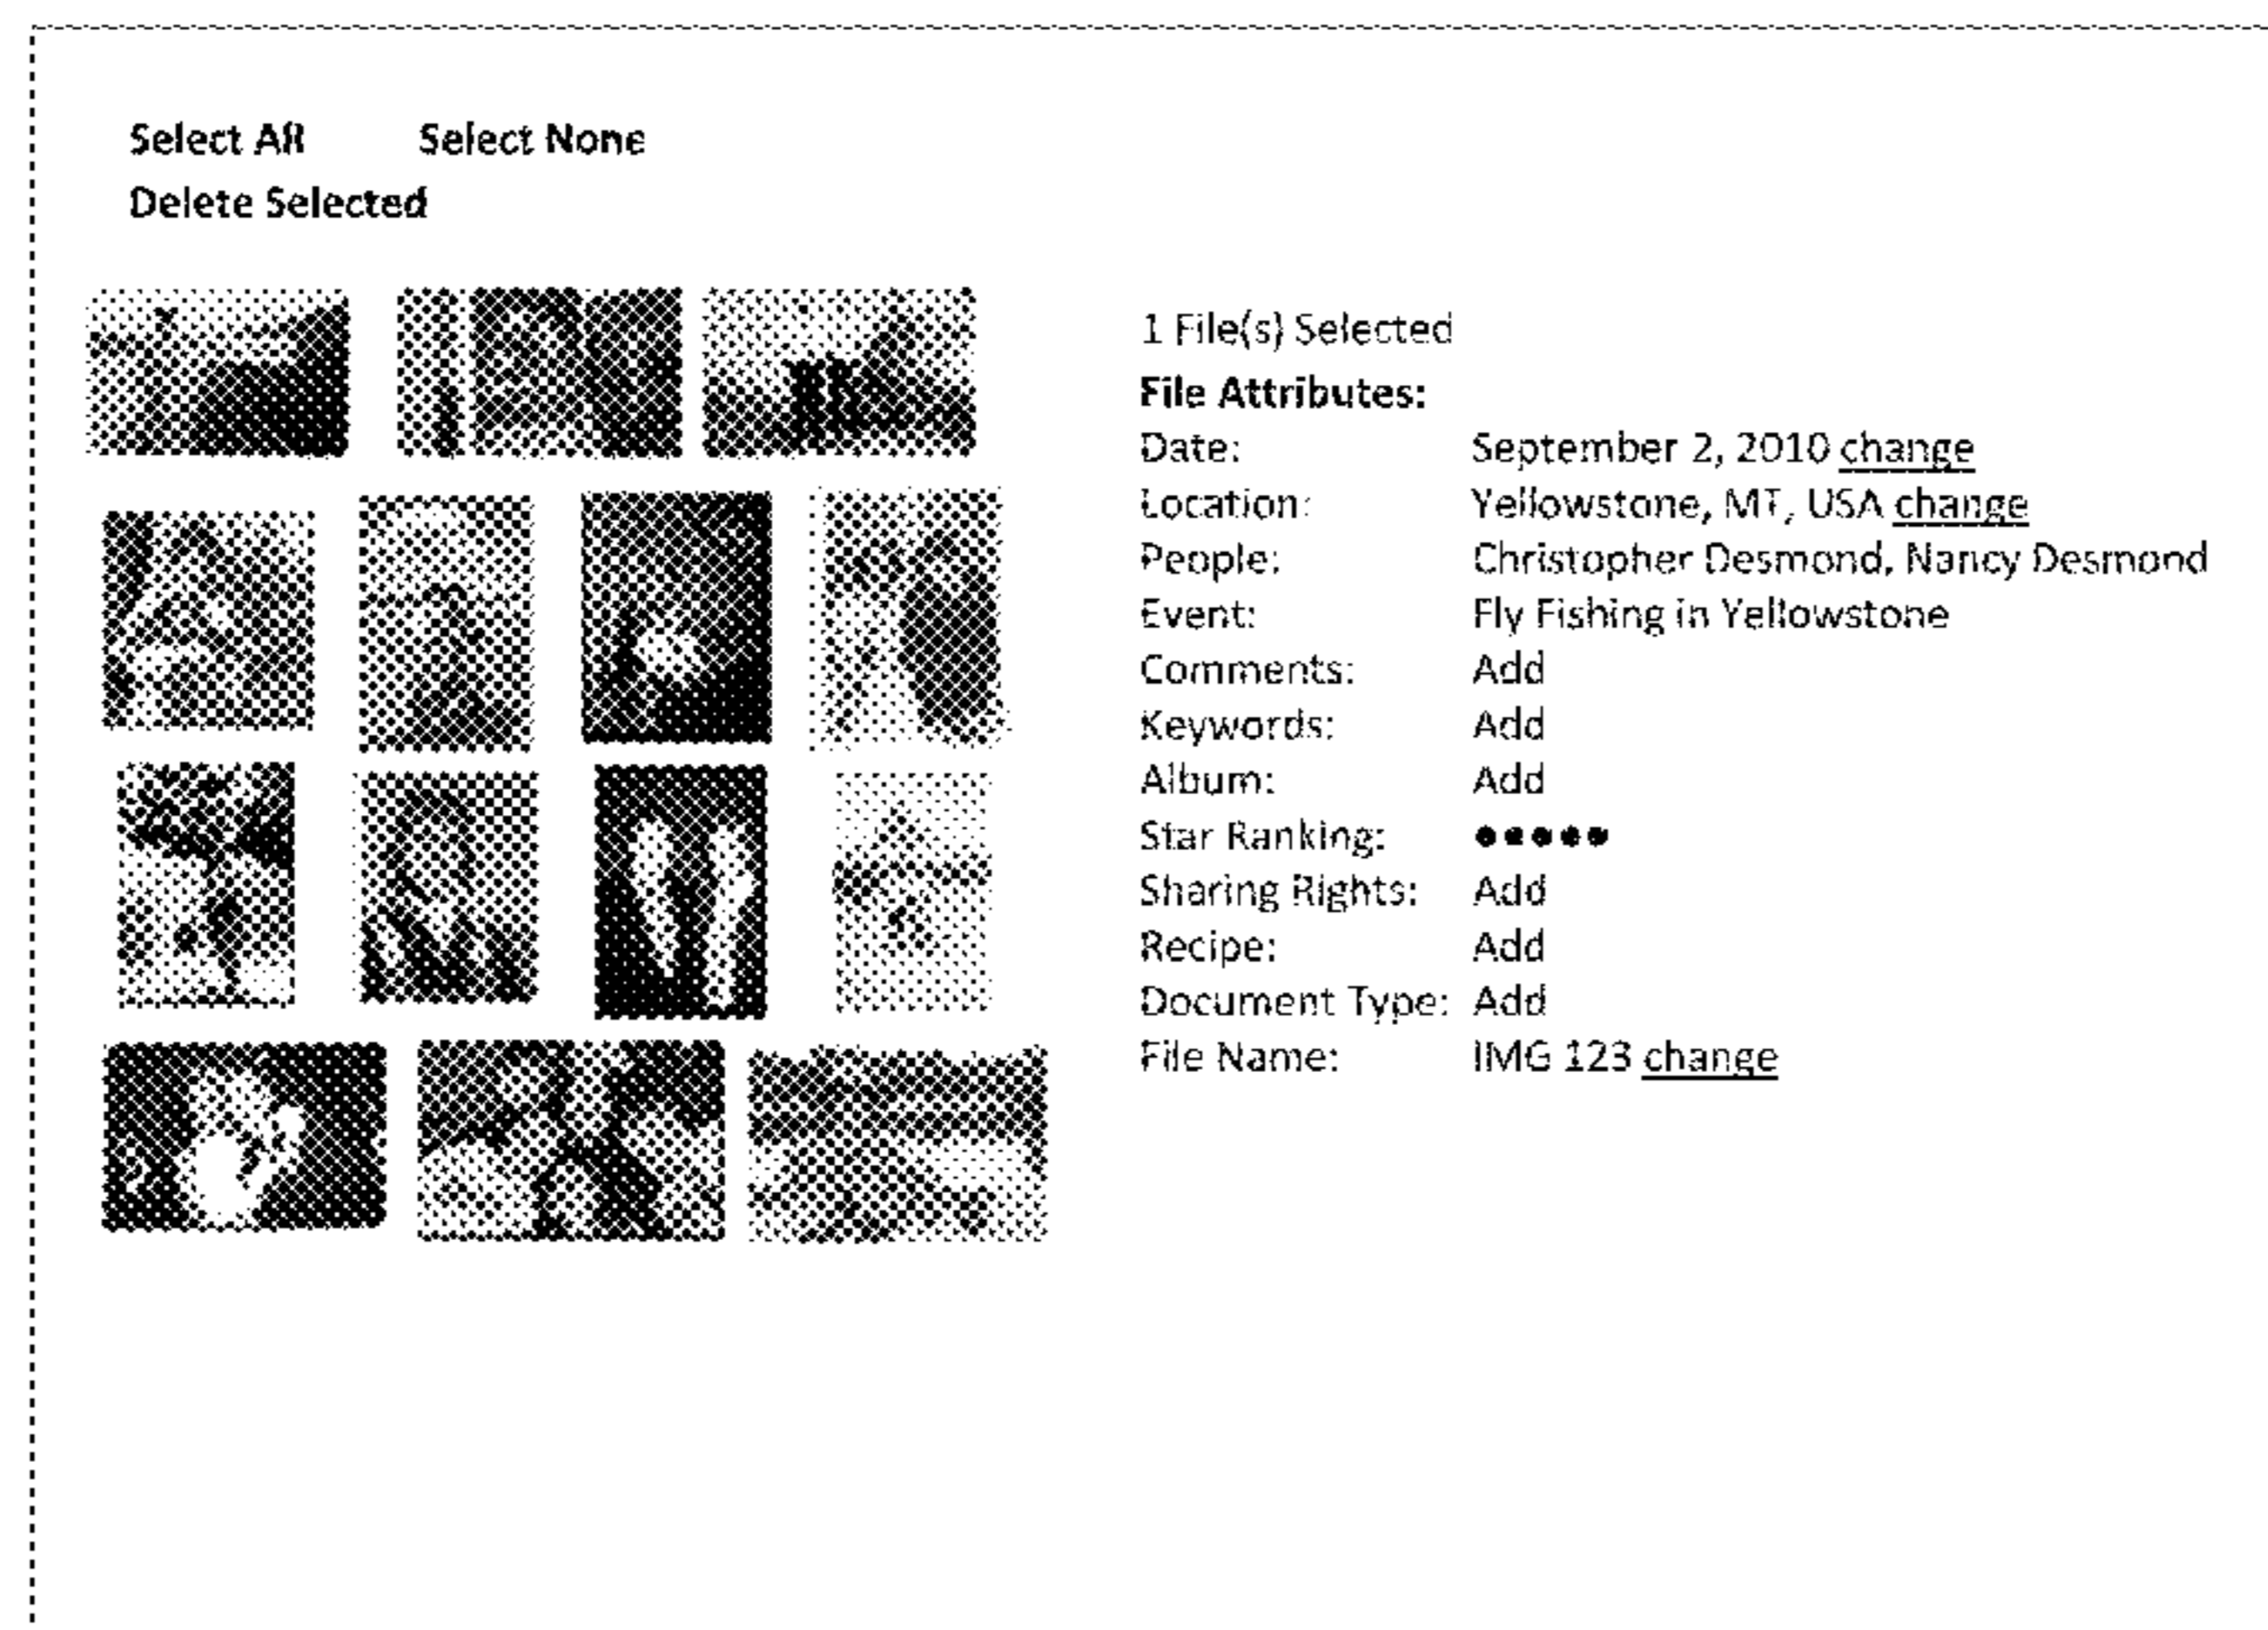 Select All Select None
Delete Selected
1 File(s) Selected
File Attributes:
Date: September 2, 2010 change
Location: Yellowstone, MT, USA change
People: Christopher Desmond, Nancy Desmond
Event: Fly Fishing in Yellowstone
Comments: Add
Keywords: Add
Album: Add
Star Ranking: ●●●●●
Sharing Rights: Add
Recipe: Add
Document Type: Add
File Name: IMG 123 change